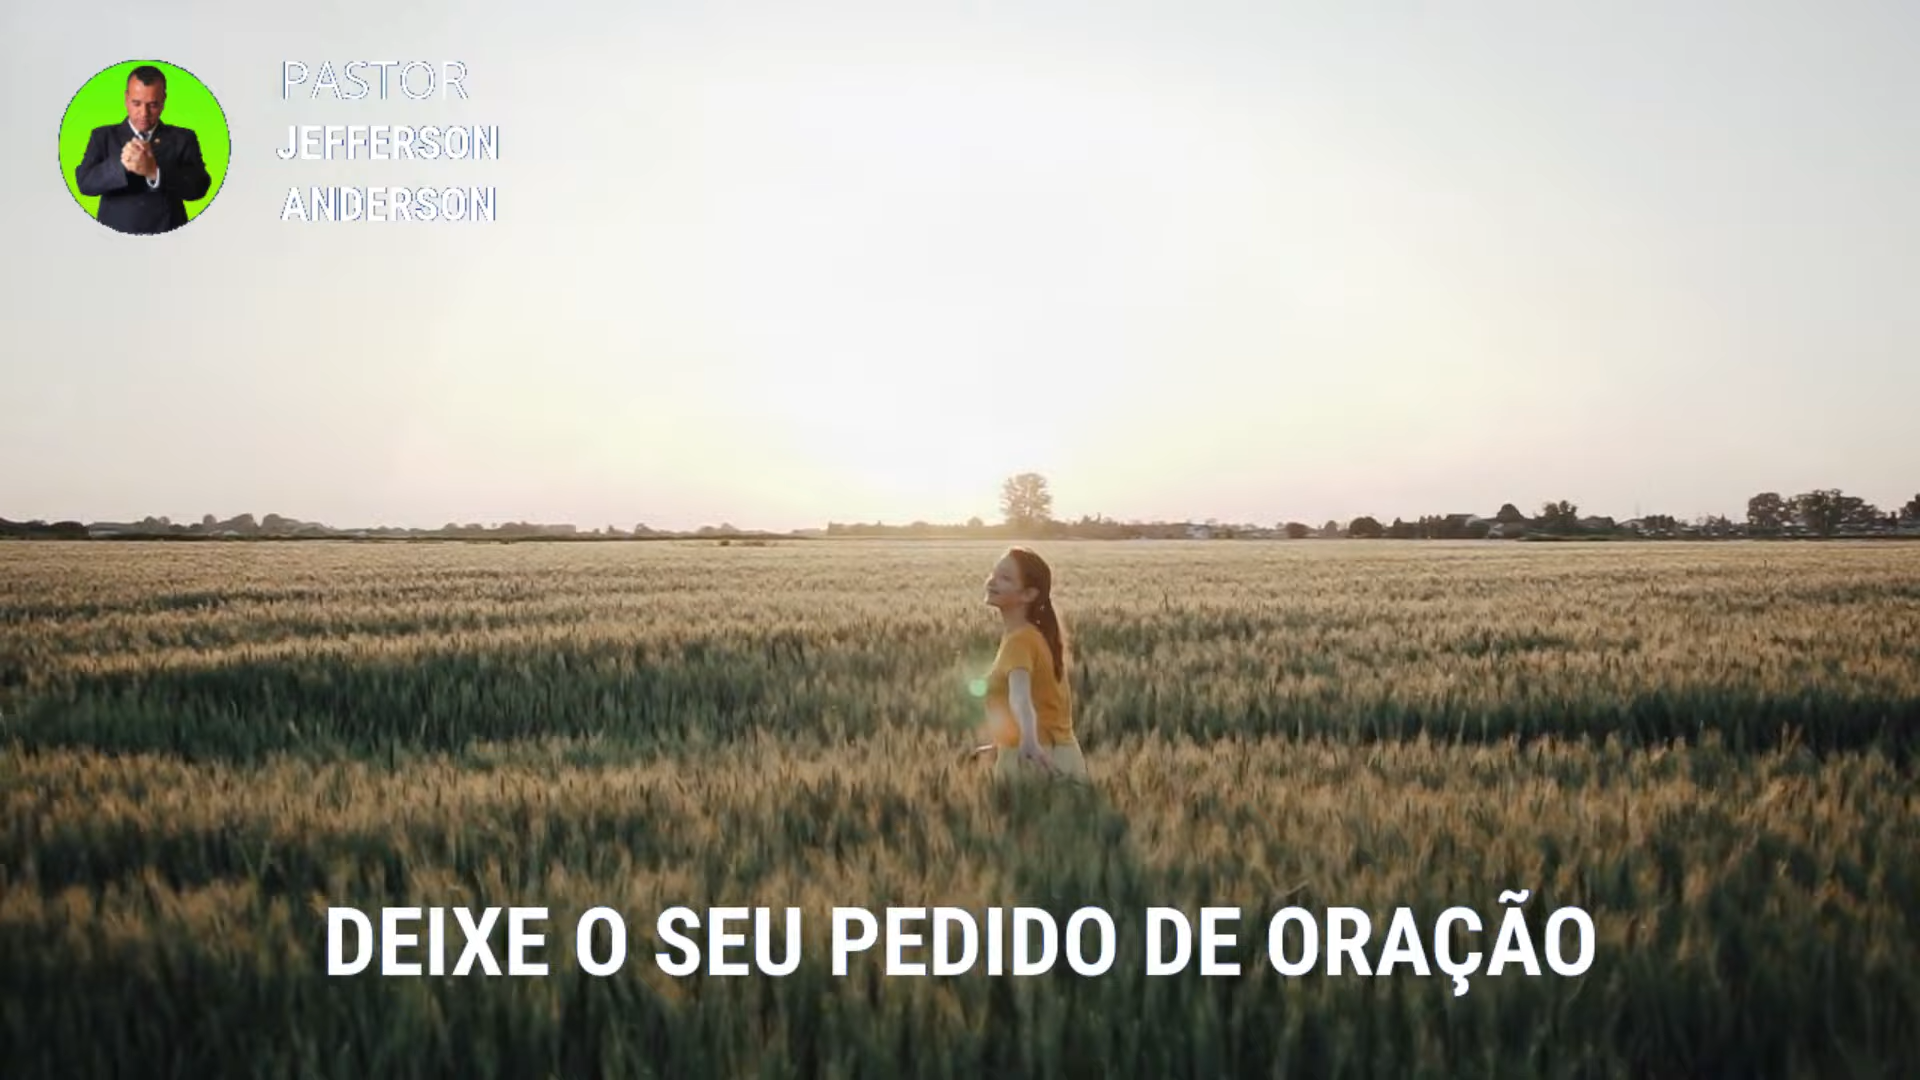 PASTOR
JEFFERSON
ANDERSON
DEIXE O SEU PEDIDO DE ORAÇÃO